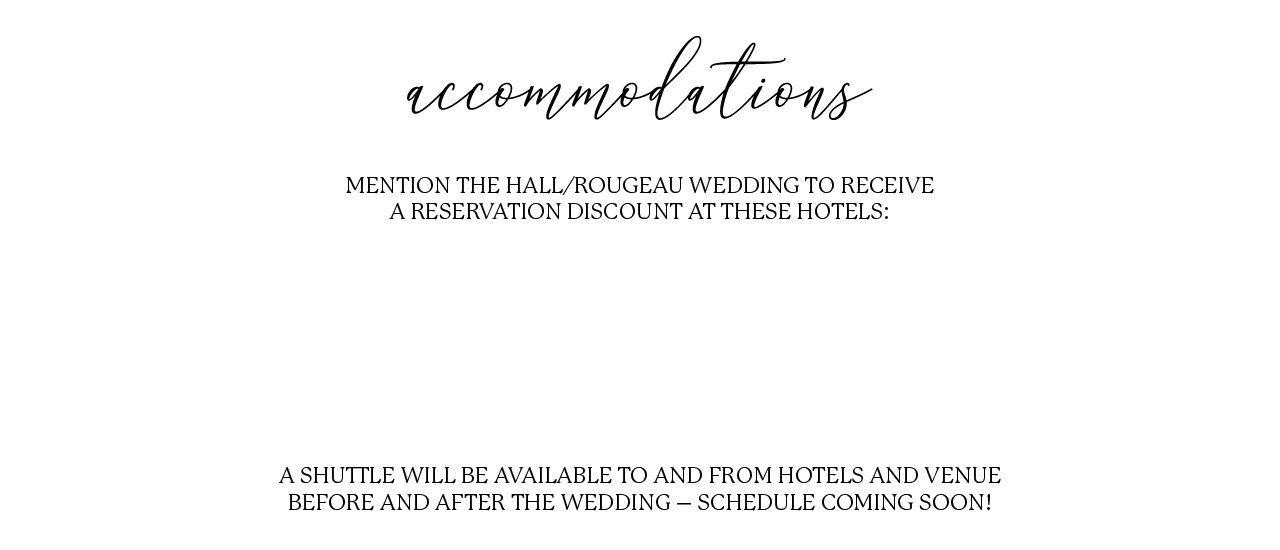 accommodations
MENTION THE HALL/ROUGEAU WEDDING TO RECEIVE
A RESERVATION DISCOUNT AT THESE HOTELS:
A SHUTTLE WILL BE AVAILABLE TO AND FROM HOTELS AND VENUE
BEFORE AND AFTER THE WEDDING – SCHEDULE COMING SOON!